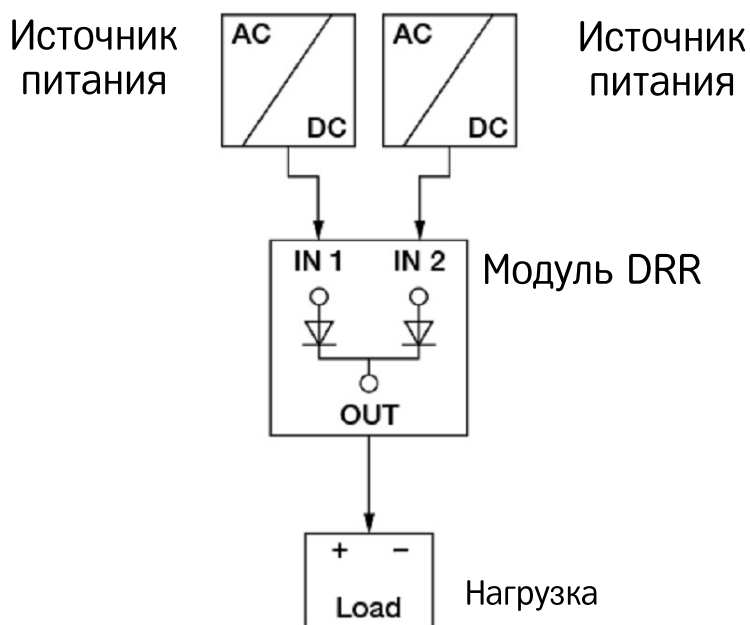 Источник
питания
AC
DC
AC
DC
Источник
питания
IN 1
IN 2
Модуль DRR
OUT
+ −
Load
Нагрузка